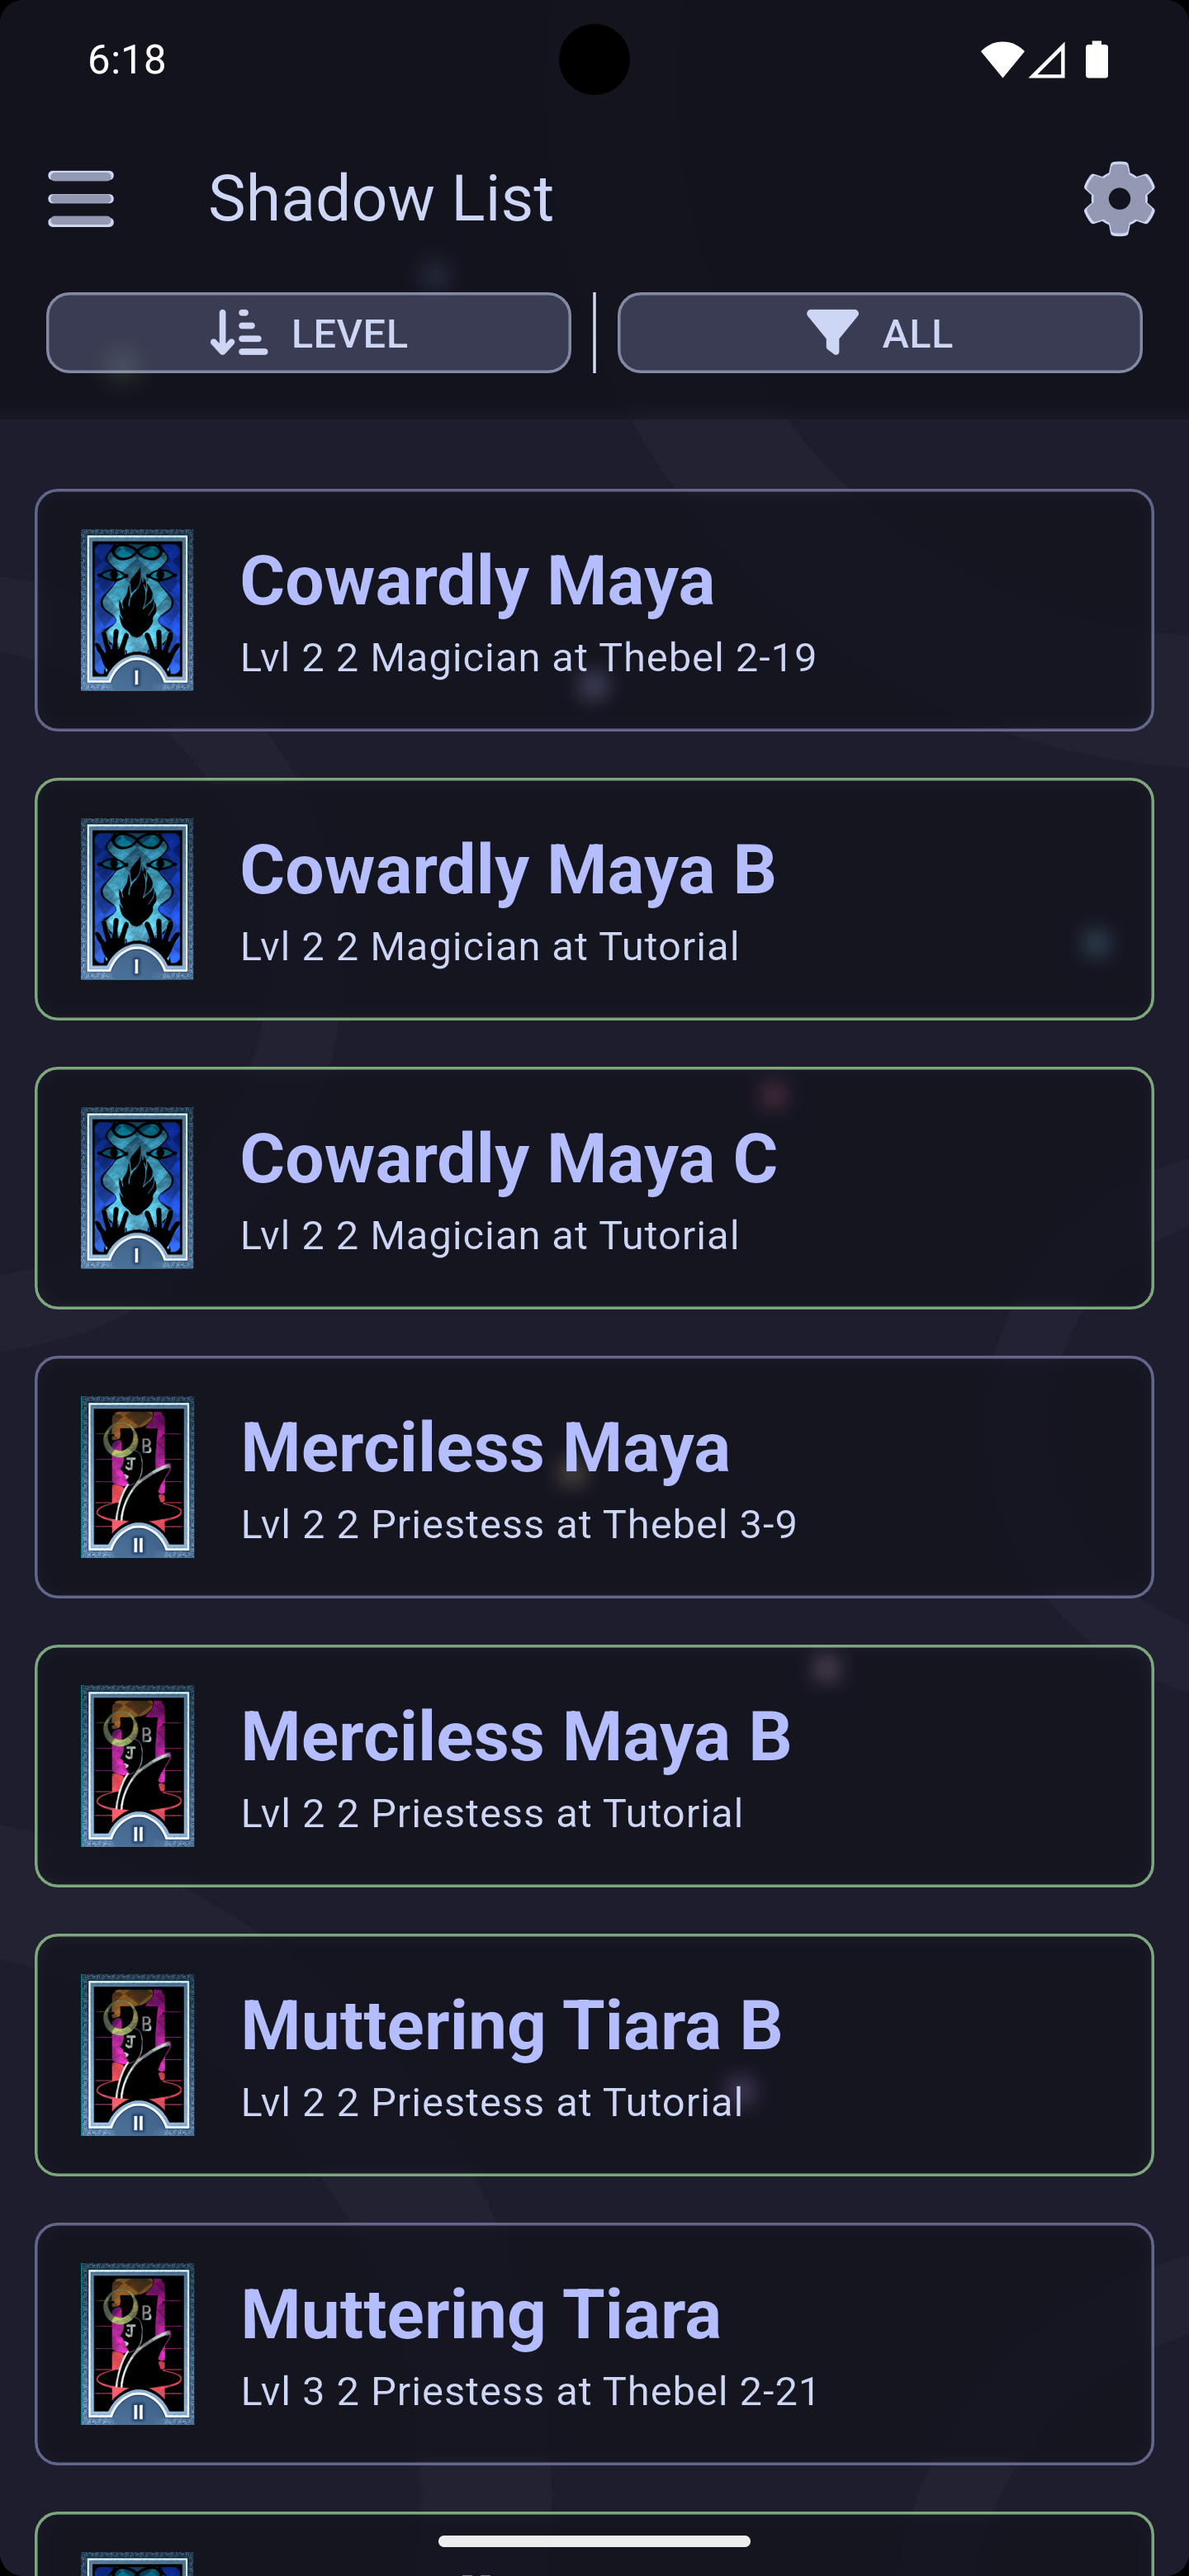 6:18
Shadow List
LEVEL
ALL
Cowardly Maya
Lvl 2 2 Magician at Thebel 2-19
I
Cowardly Maya B
Lvl 2 2 Magician at Tutorial
I
Cowardly Maya C
Lvl 2 2 Magician at Tutorial
I
Merciless Maya
Lvl 2 2 Priestess at Thebel 3-9
B
J
II
Merciless Maya B
Lvl 2 2 Priestess at Tutorial
B
J
II
Muttering Tiara B
Lvl 2 2 Priestess at Tutorial
B
J
II
Muttering Tiara
Lvl 3 2 Priestess at Thebel 2-21
B
J
II